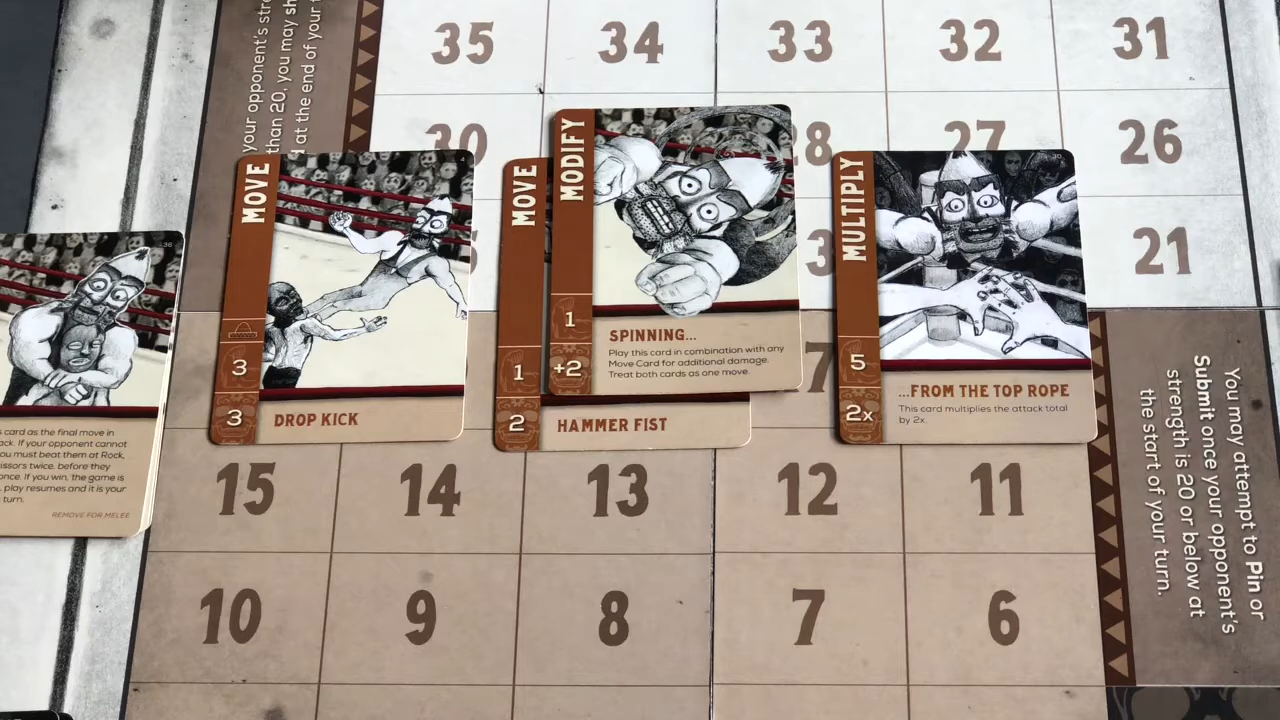 your opponent's
than 20, you may
d at the end of your
35 34 33 32 31
30 28 27 26
21
15 14 13 12 11
10 9 8 7 6
card as the final move in
ack. If your opponent cannot
you must beat them at Rock,
issors twice, before they
once. If you win, the game is
play resumes and it is your
turn.
REMOVE FOR MELEE
MOVE
3
3
DROP KICK
MOVE
1
2
HAMMER FIST
MODIFY
1
+2
SPINNING...
Play this card in combination with any
Move Card for additional damage.
Treat both cards as one move.
MULTIPLY
5
2x
...FROM THE TOP ROPE
This card multiplies the attack total
by 2x.
You may attempt to Pin or
Submit once your opponent's
strength is 20 or below at
the start of your turn.